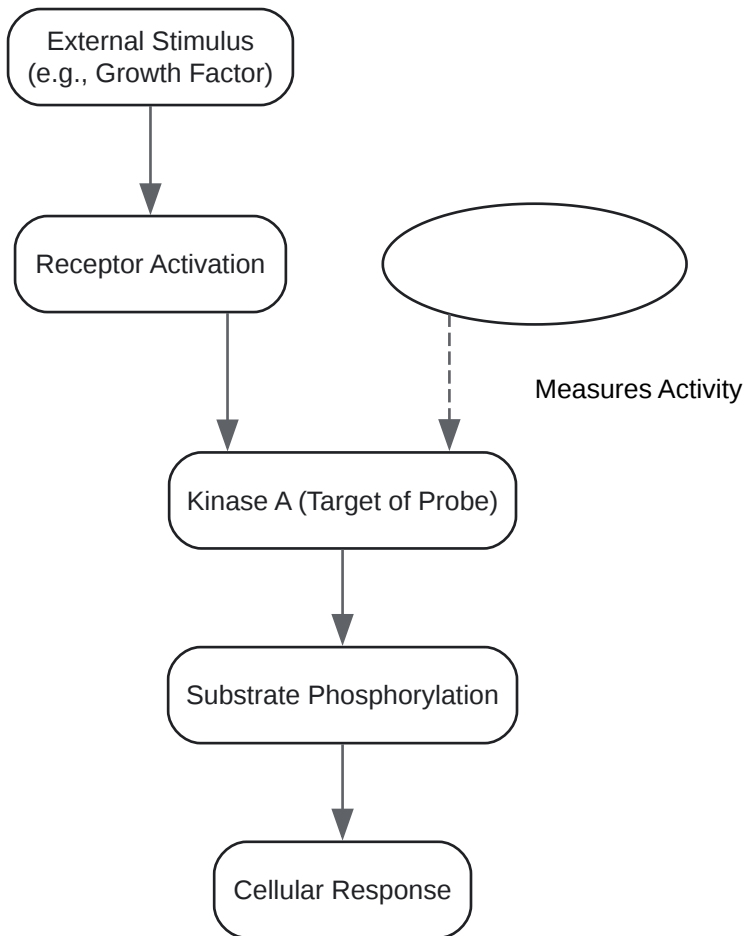 External Stimulus
(e.g., Growth Factor)
Receptor Activation
Measures Activity
Kinase A (Target of Probe)
Substrate Phosphorylation
Cellular Response